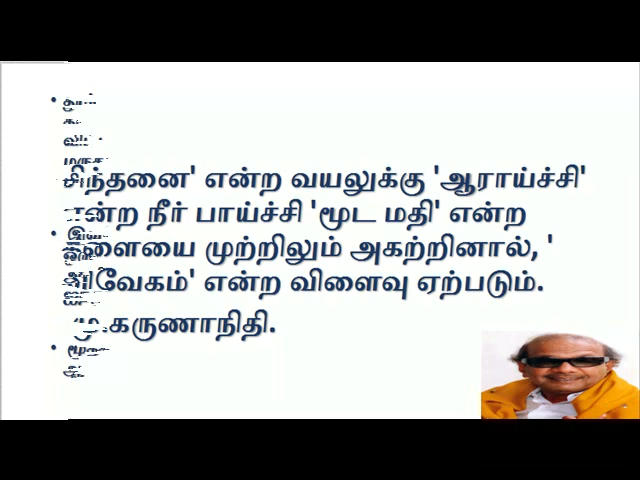 சிந்தனை' என்ற வயலுக்கு 'ஆராய்ச்சி'
என்ற நீர் பாய்ச்சி 'மூட மதி' என்ற
களையை முற்றிலும் அகற்றினால், '
விவேகம்' என்ற விளைவு ஏற்படும்.
மு.கருணாநிதி.